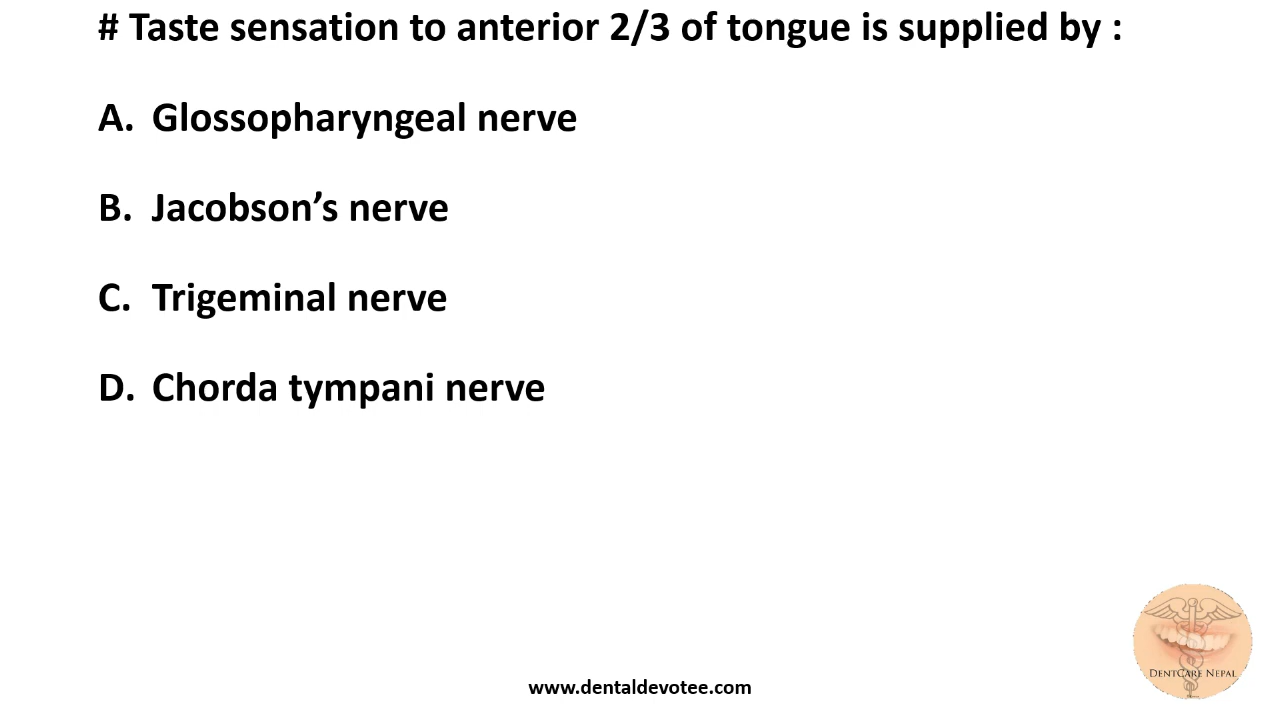 # Taste sensation to anterior 2/3 of tongue is supplied by :
A. Glossopharyngeal nerve
B. Jacobson’s nerve
C. Trigeminal nerve
D. Chorda tympani nerve
DentCare Nepal
www.dentaldevotee.com